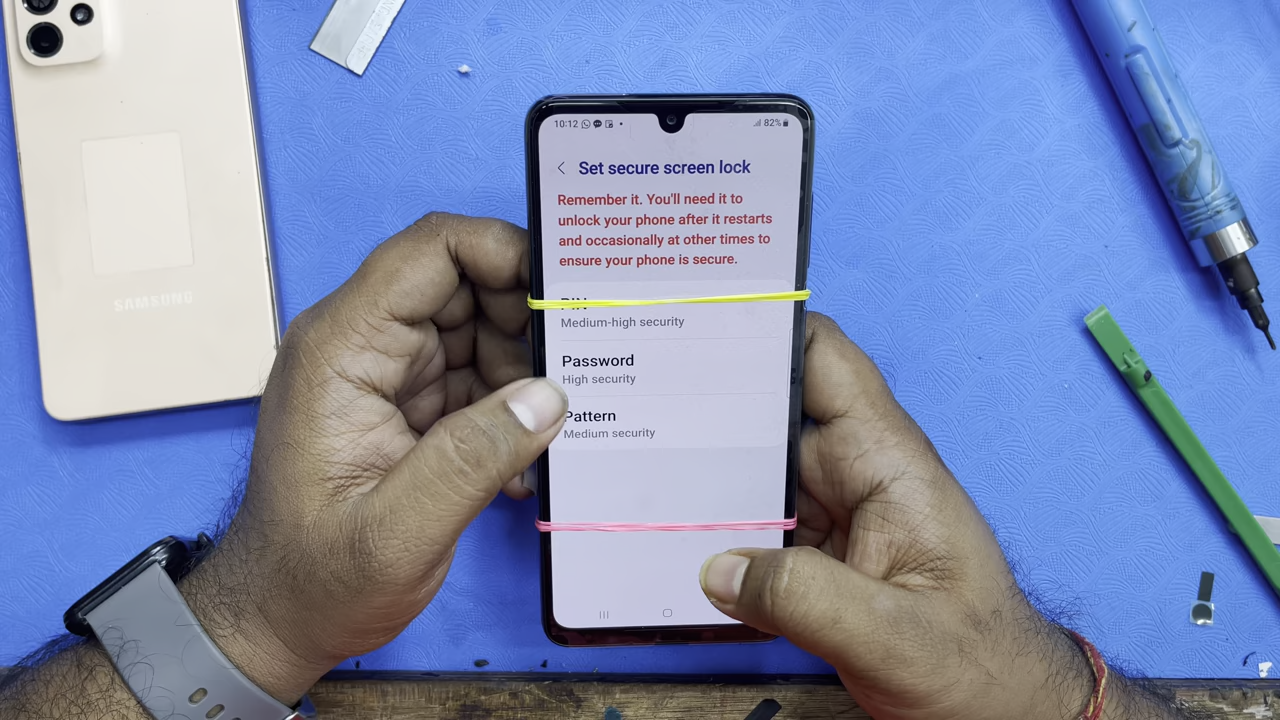 10:12
82%
Set secure screen lock
Remember it. You'll need it to
unlock your phone after it restarts
and occasionally at other times to
ensure your phone is secure.
PIN
Medium-high security
Password
High security
Pattern
Medium security
SAMSUNG